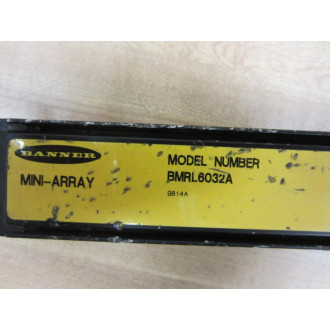 BANNER
MINI-ARRAY
MODEL NUMBER
BMRL6032A
9814A